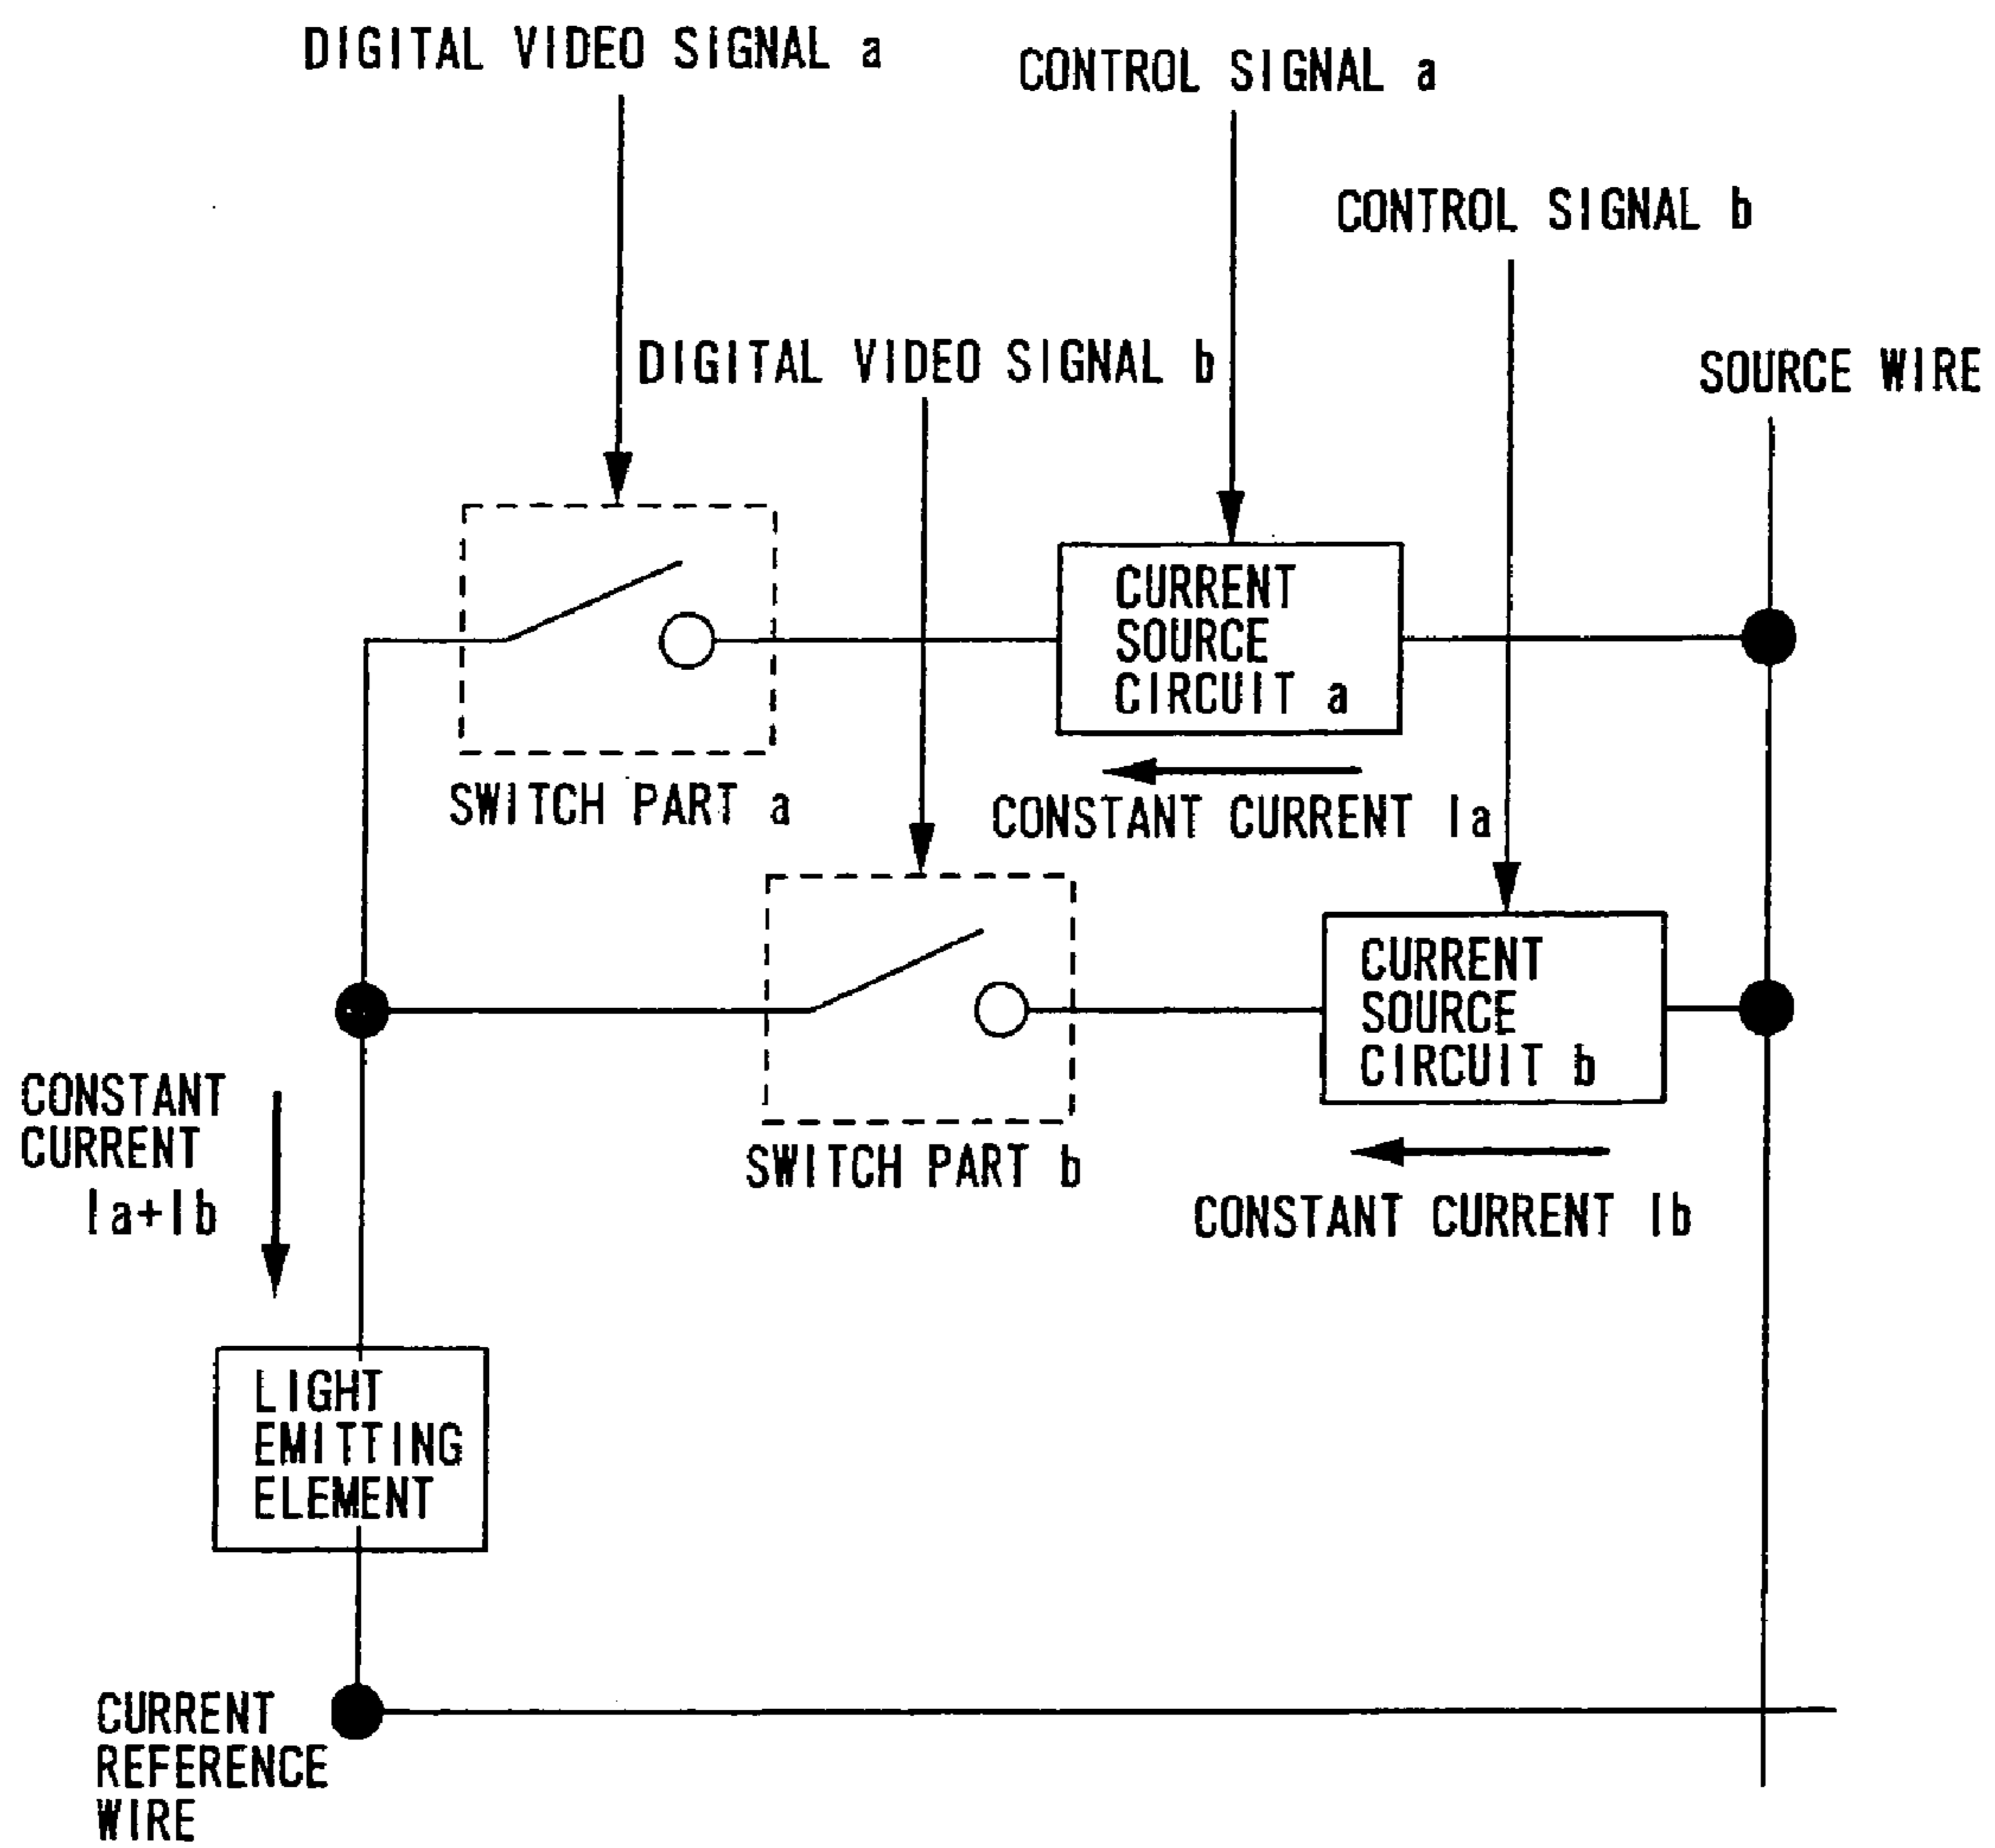 DIGITAL VIDEO SIGNAL a
CONTROL SIGNAL a
CONTROL SIGNAL b
DIGITAL VIDEO SIGNAL b
SOURCE WIRE
CURRENT
SOURCE
CIRCUIT a
SWITCH PART a
CONSTANT CURRENT Ia
CURRENT
SOURCE
CIRCUIT b
CONSTANT
CURRENT
Ia+Ib
SWITCH PART b
CONSTANT CURRENT Ib
LIGHT
EMITTING
ELEMENT
CURRENT
REFERENCE
WIRE